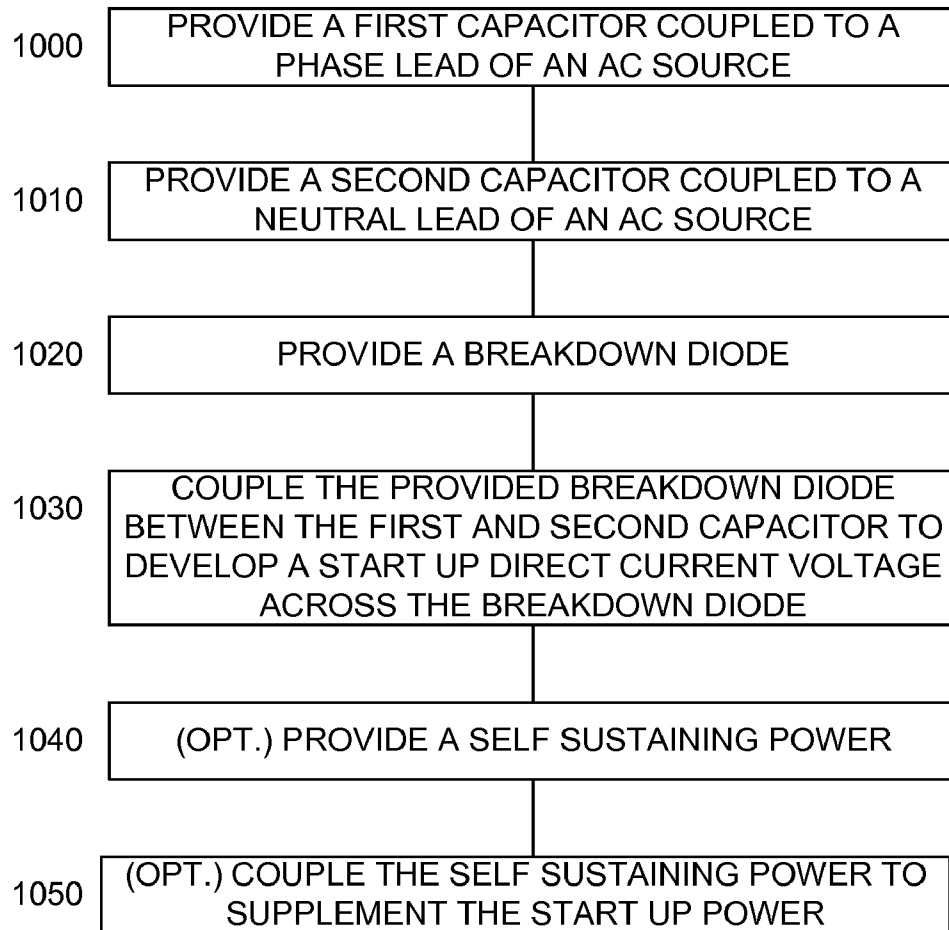 1000
PROVIDE A FIRST CAPACITOR COUPLED TO A
PHASE LEAD OF AN AC SOURCE
1010
PROVIDE A SECOND CAPACITOR COUPLED TO A
NEUTRAL LEAD OF AN AC SOURCE
1020
PROVIDE A BREAKDOWN DIODE
1030
COUPLE THE PROVIDED BREAKDOWN DIODE
BETWEEN THE FIRST AND SECOND CAPACITOR TO
DEVELOP A START UP DIRECT CURRENT VOLTAGE
ACROSS THE BREAKDOWN DIODE
1040
(OPT.) PROVIDE A SELF SUSTAINING POWER
1050
(OPT.) COUPLE THE SELF SUSTAINING POWER TO
SUPPLEMENT THE START UP POWER